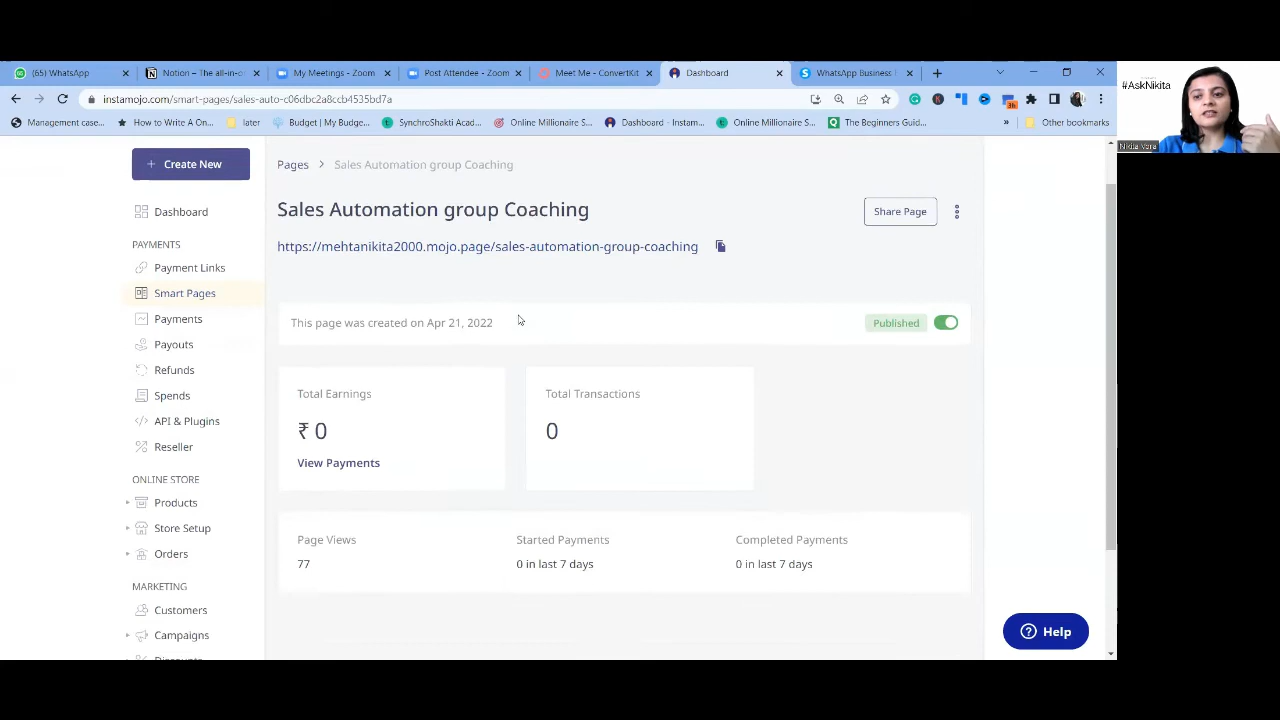 (65) WhatsApp
Notion – The all-in-o
My Meetings - Zoom
Post Attendee - Zoom
Meet Me - ConvertKit
Dashboard
WhatsApp Business
instamojo.com/smart-pages/sales-auto-c06dbc2a8ccb4535bd7a
Management case...
How to Write A On...
later
Budget | My Budge...
SynchroShakti Acad...
Online Millionaire S...
Dashboard - Instam...
Online Millionaire S...
The Beginners Guid...
Other bookmarks
#AskNikita
Nikita Vora
Create New
Dashboard
PAYMENTS
Payment Links
Smart Pages
Payments
Payouts
Refunds
Spends
API & Plugins
Reseller
ONLINE STORE
Products
Store Setup
Orders
MARKETING
Customers
Campaigns
Pages > Sales Automation group Coaching
Sales Automation group Coaching
Share Page
https://mehtanikita2000.mojo.page/sales-automation-group-coaching
This page was created on Apr 21, 2022
Published
Total Earnings
₹ 0
View Payments
Total Transactions
0
Page Views
77
Started Payments
0 in last 7 days
Completed Payments
0 in last 7 days
Help